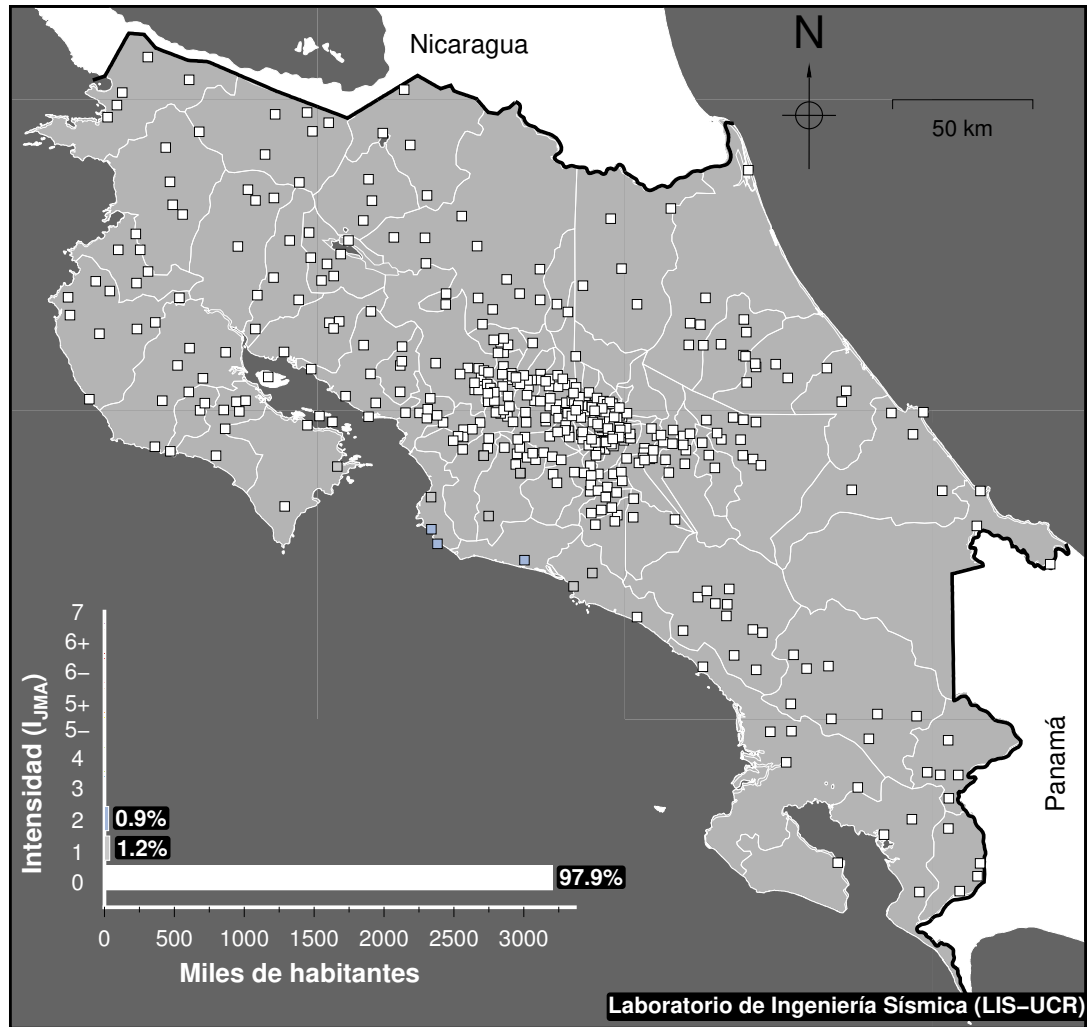 Nicaragua
N
50 km
Panamá
Intensidad (I_JMA)
7
6+
6−
5+
5−
4
3
2
1
0
0.9%
1.2%
97.9%
0 500 1000 1500 2000 2500 3000
Miles de habitantes
Laboratorio de Ingeniería Sísmica (LIS−UCR)